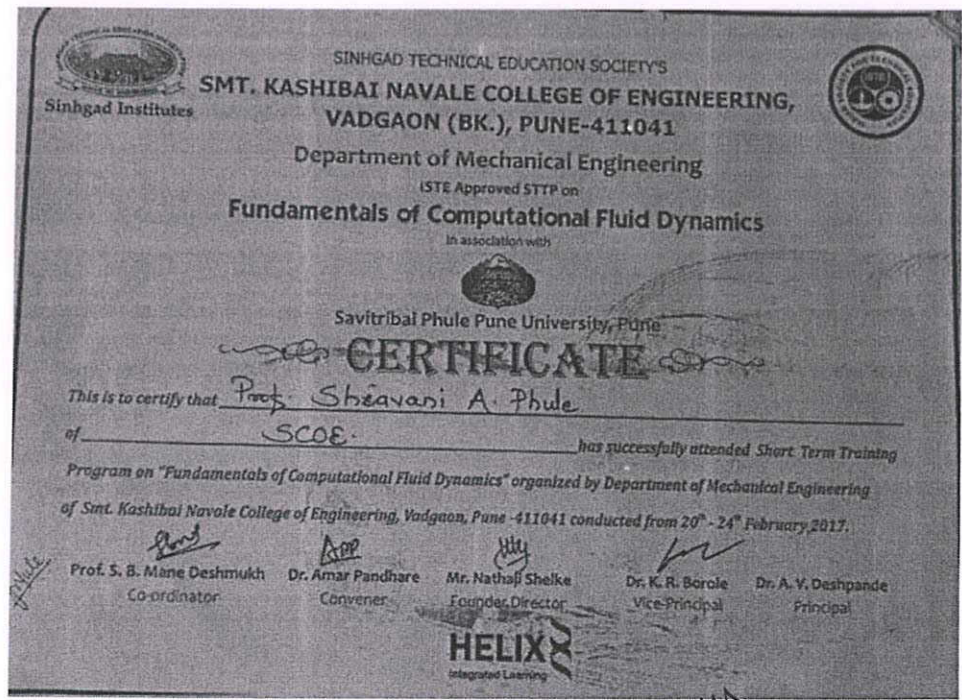 SINHGAD TECHNICAL EDUCATION SOCIETY'S
Sinhgad Institutes
SMT. KASHIBAI NAVALE COLLEGE OF ENGINEERING,
VADGAON (BK.), PUNE-411041
Department of Mechanical Engineering
ISTE Approved STTP on
Fundamentals of Computational Fluid Dynamics
In association with
Savitribai Phule Pune University, Pune
CERTIFICATE
This is to certify that Prof. Shravani A. Phule
of SCOE. has successfully attended Short Term Training
Program on "Fundamentals of Computational Fluid Dynamics" organized by Department of Mechanical Engineering
of Smt. Kashibai Navale College of Engineering, Vadgaon, Pune -411041 conducted from 20th - 24th February,2017.
Prof. S. B. Mane Deshmukh Dr. Amar Pandhare Mr. Nathaji Shelke Dr. K. R. Borole Dr. A. V. Deshpande
Co-ordinator Convener Founder,Director Vice-Principal Principal
HELIX
Integrated Learning